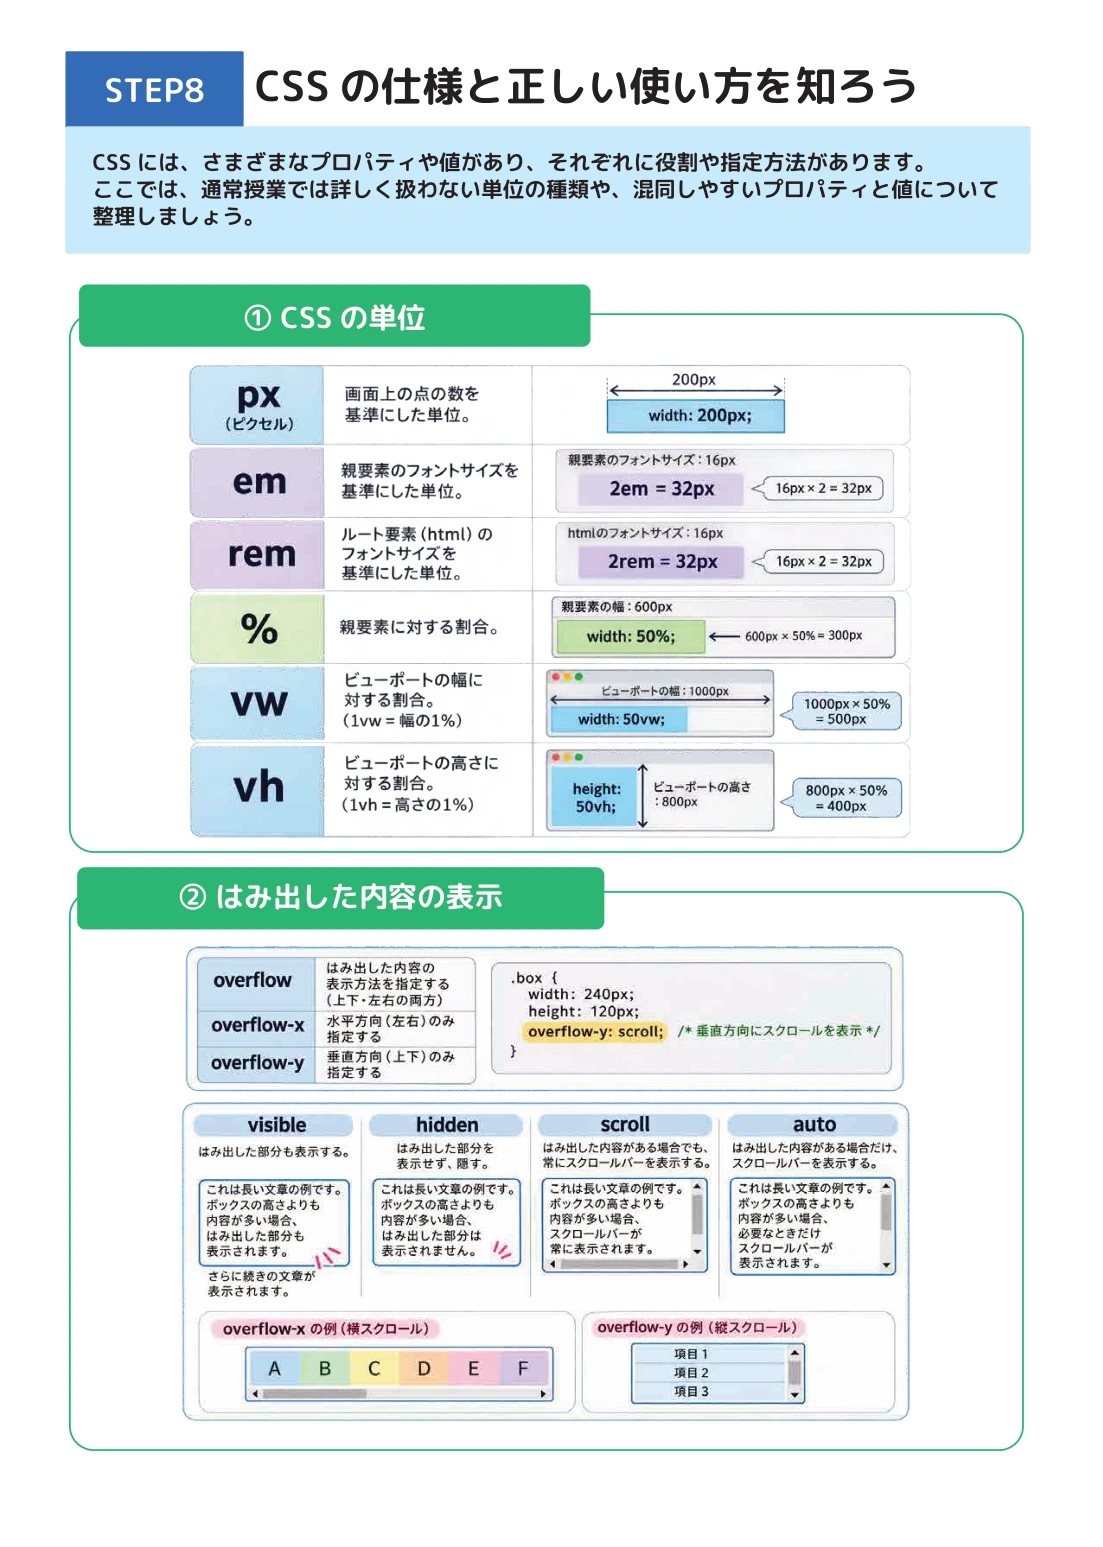 STEP8
CSS の仕様と正しい使い方を知ろう
CSS には、さまざまなプロパティや値があり、それぞれに役割や指定方法があります。
ここでは、通常授業では詳しく扱わない単位の種類や、混同しやすいプロパティと値について
整理しましょう。
① CSS の単位
px
(ピクセル)
画面上の点の数を
基準にした単位。
200px
width: 200px;
em
親要素のフォントサイズを
基準にした単位。
親要素のフォントサイズ：16px
2em = 32px
16px × 2 = 32px
rem
ルート要素（html）の
フォントサイズを
基準にした単位。
htmlのフォントサイズ：16px
2rem = 32px
16px × 2 = 32px
%
親要素に対する割合。
親要素の幅：600px
width: 50%;
600px × 50% = 300px
vw
ビューポートの幅に
対する割合。
（1vw = 幅の1%）
ビューポートの幅：1000px
width: 50vw;
1000px × 50%
= 500px
vh
ビューポートの高さに
対する割合。
（1vh = 高さの1%）
height:
50vh;
ビューポートの高さ
：800px
800px × 50%
= 400px
② はみ出した内容の表示
overflow
はみ出した内容の
表示方法を指定する
（上下・左右の両方）
overflow-x
水平方向（左右）のみ
指定する
overflow-y
垂直方向（上下）のみ
指定する
.box {
width: 240px;
height: 120px;
overflow-y: scroll; /* 垂直方向にスクロールを表示 */
}
visible
はみ出した部分も表示する。
これは長い文章の例です。
ボックスの高さよりも
内容が多い場合、
はみ出した部分も
表示されます。
さらに続きの文章が
表示されます。
hidden
はみ出した部分を
表示せず、隠す。
これは長い文章の例です。
ボックスの高さよりも
内容が多い場合、
はみ出した部分は
表示されません。
scroll
はみ出した内容がある場合でも、
常にスクロールバーを表示する。
これは長い文章の例です。
ボックスの高さよりも
内容が多い場合、
スクロールバーが
常に表示されます。
auto
はみ出した内容がある場合だけ、
スクロールバーを表示する。
これは長い文章の例です。
ボックスの高さよりも
内容が多い場合、
必要なときだけ
スクロールバーが
表示されます。
overflow-x の例（横スクロール）
A B C D E F
overflow-y の例（縦スクロール）
項目 1
項目 2
項目 3